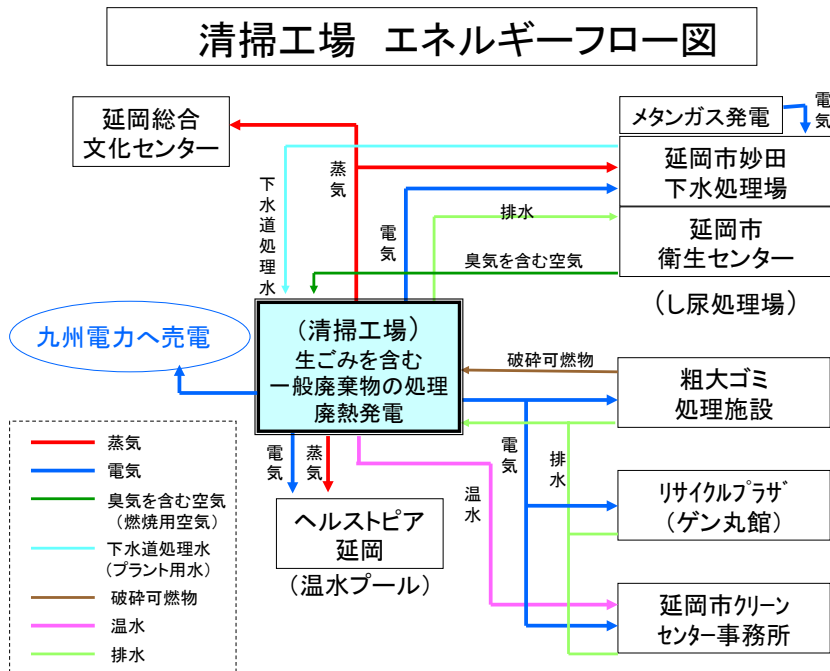 清掃工場 エネルギーフロー図
延岡総合
文化センター
メタンガス発電
電気
延岡市妙田
下水処理場
延岡市
衛生センター
(し尿処理場)
下水道処理水
蒸気
電気
排水
臭気を含む空気
九州電力へ売電
(清掃工場)
生ごみを含む
一般廃棄物の処理
廃熱発電
破砕可燃物
粗大ゴミ
処理施設
電気
蒸気
温水
電気
排水
ヘルストピア
延岡
(温水プール)
ﾘｻｲｸﾙﾌﾟﾗｻﾞ
(ゲン丸館)
延岡市ｸﾘｰﾝ
ｾﾝﾀｰ事務所
蒸気
電気
臭気を含む空気
(燃焼用空気)
下水道処理水
(プラント用水)
破砕可燃物
温水
排水